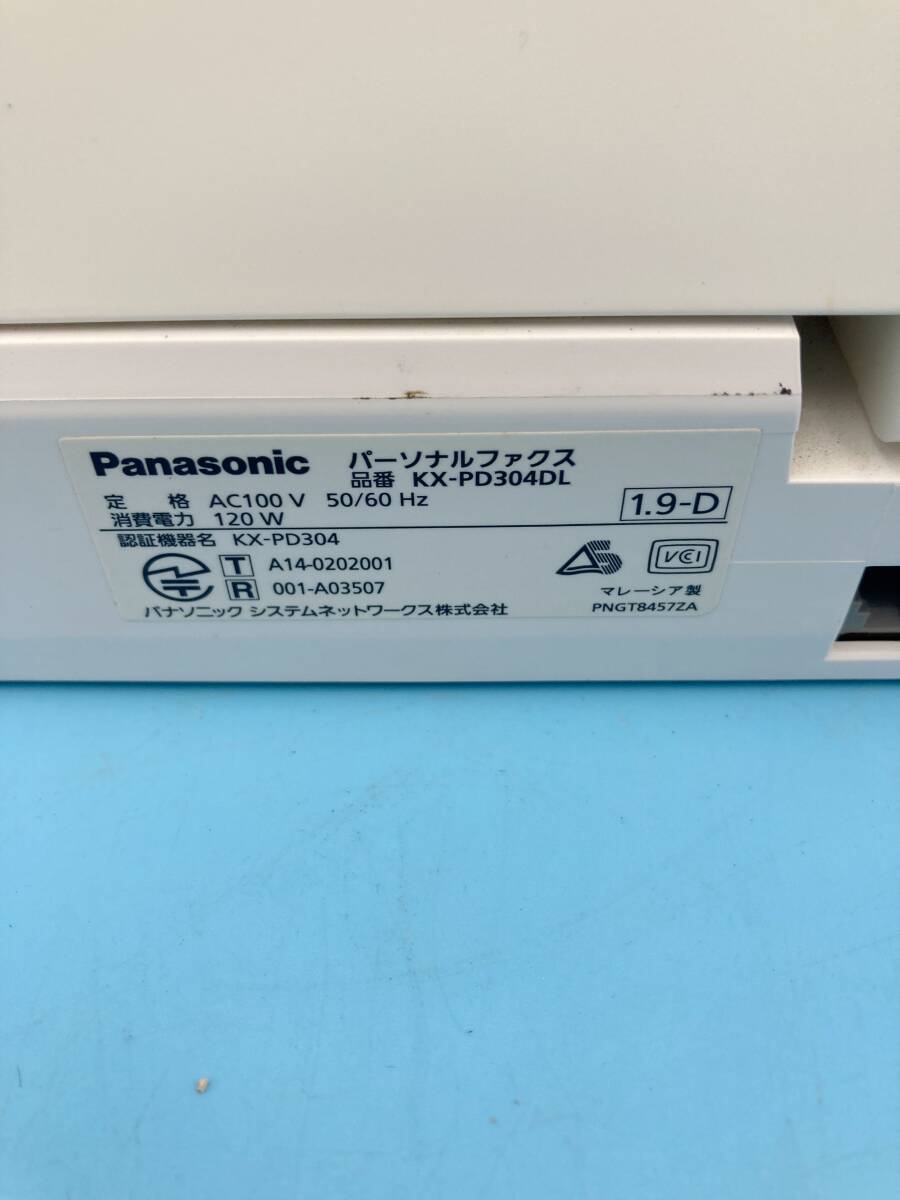 Panasonic パーソナルファクス
品番 KX-PD304DL
定 格 AC100 V 50/60 Hz
消費電力 120 W
1.9-D
認証機器名 KX-PD304
T A14-0202001
R 001-A03507
VCI
マレーシア製
パナソニック システムネットワークス株式会社
PNGT8457ZA